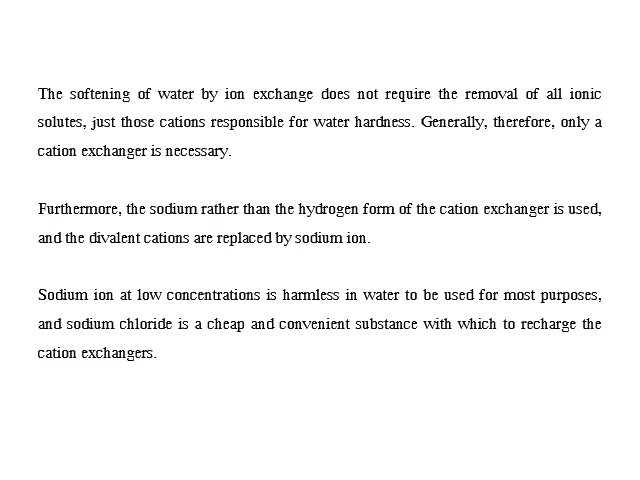 The softening of water by ion exchange does not require the removal of all ionic
solutes, just those cations responsible for water hardness. Generally, therefore, only a
cation exchanger is necessary.
Furthermore, the sodium rather than the hydrogen form of the cation exchanger is used,
and the divalent cations are replaced by sodium ion.
Sodium ion at low concentrations is harmless in water to be used for most purposes,
and sodium chloride is a cheap and convenient substance with which to recharge the
cation exchangers.